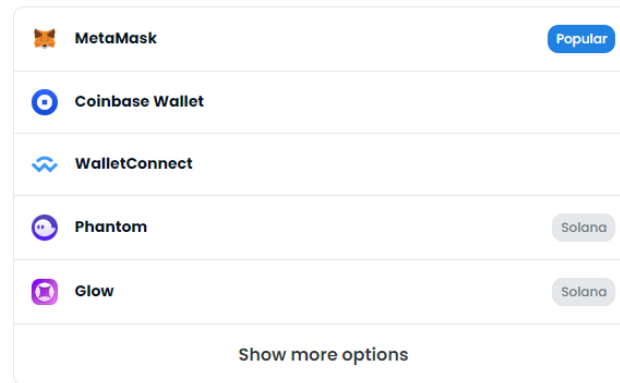 MetaMask
Popular
Coinbase Wallet
WalletConnect
Phantom
Solana
Glow
Solana
Show more options